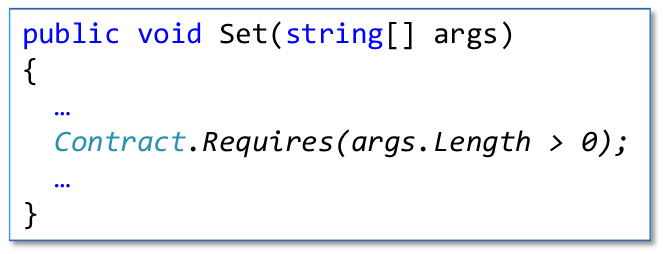 public void Set(string[] args)
{
…
Contract.Requires(args.Length > 0);
…
}